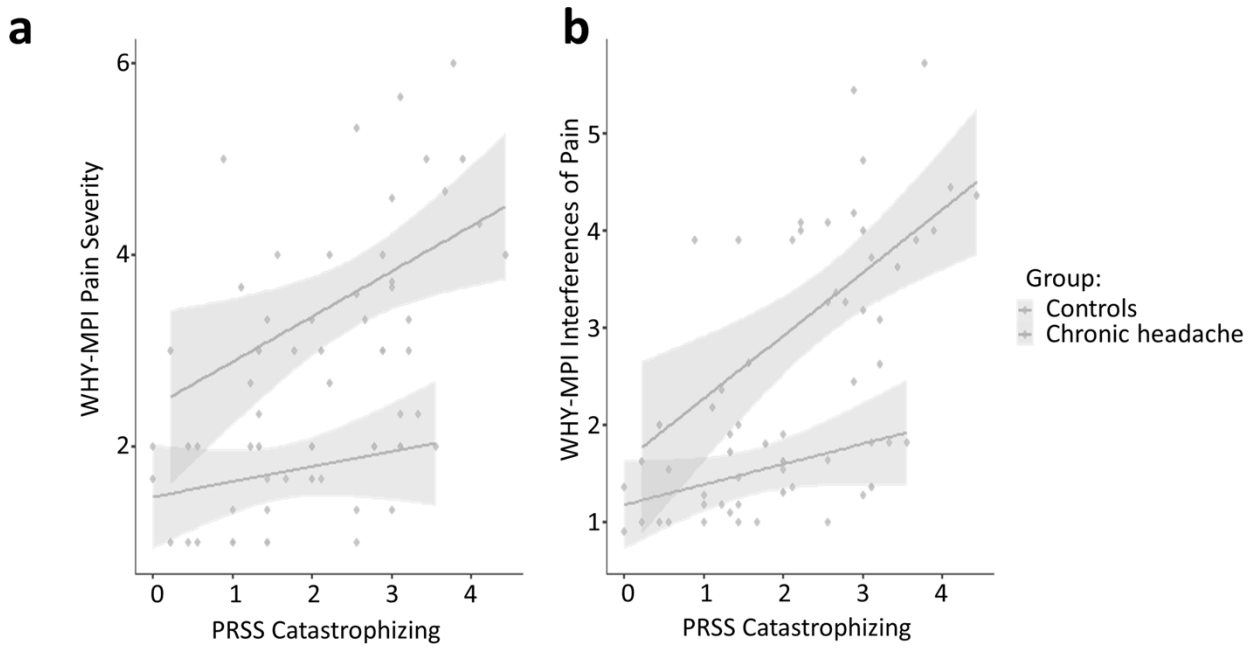 a
WHY-MPI Pain Severity
6
4
2
0 1 2 3 4
PRSS Catastrophizing
b
WHY-MPI Interferences of Pain
5
4
3
2
1
0 1 2 3 4
PRSS Catastrophizing
Group:
Controls
Chronic headache